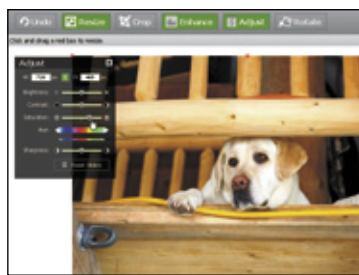 Undo Resize Crop Enhance Adjust Rotate
Click and drag a red box to resize.
Adjust
Brightness
Contrast
Saturation
Hue
Sharpness